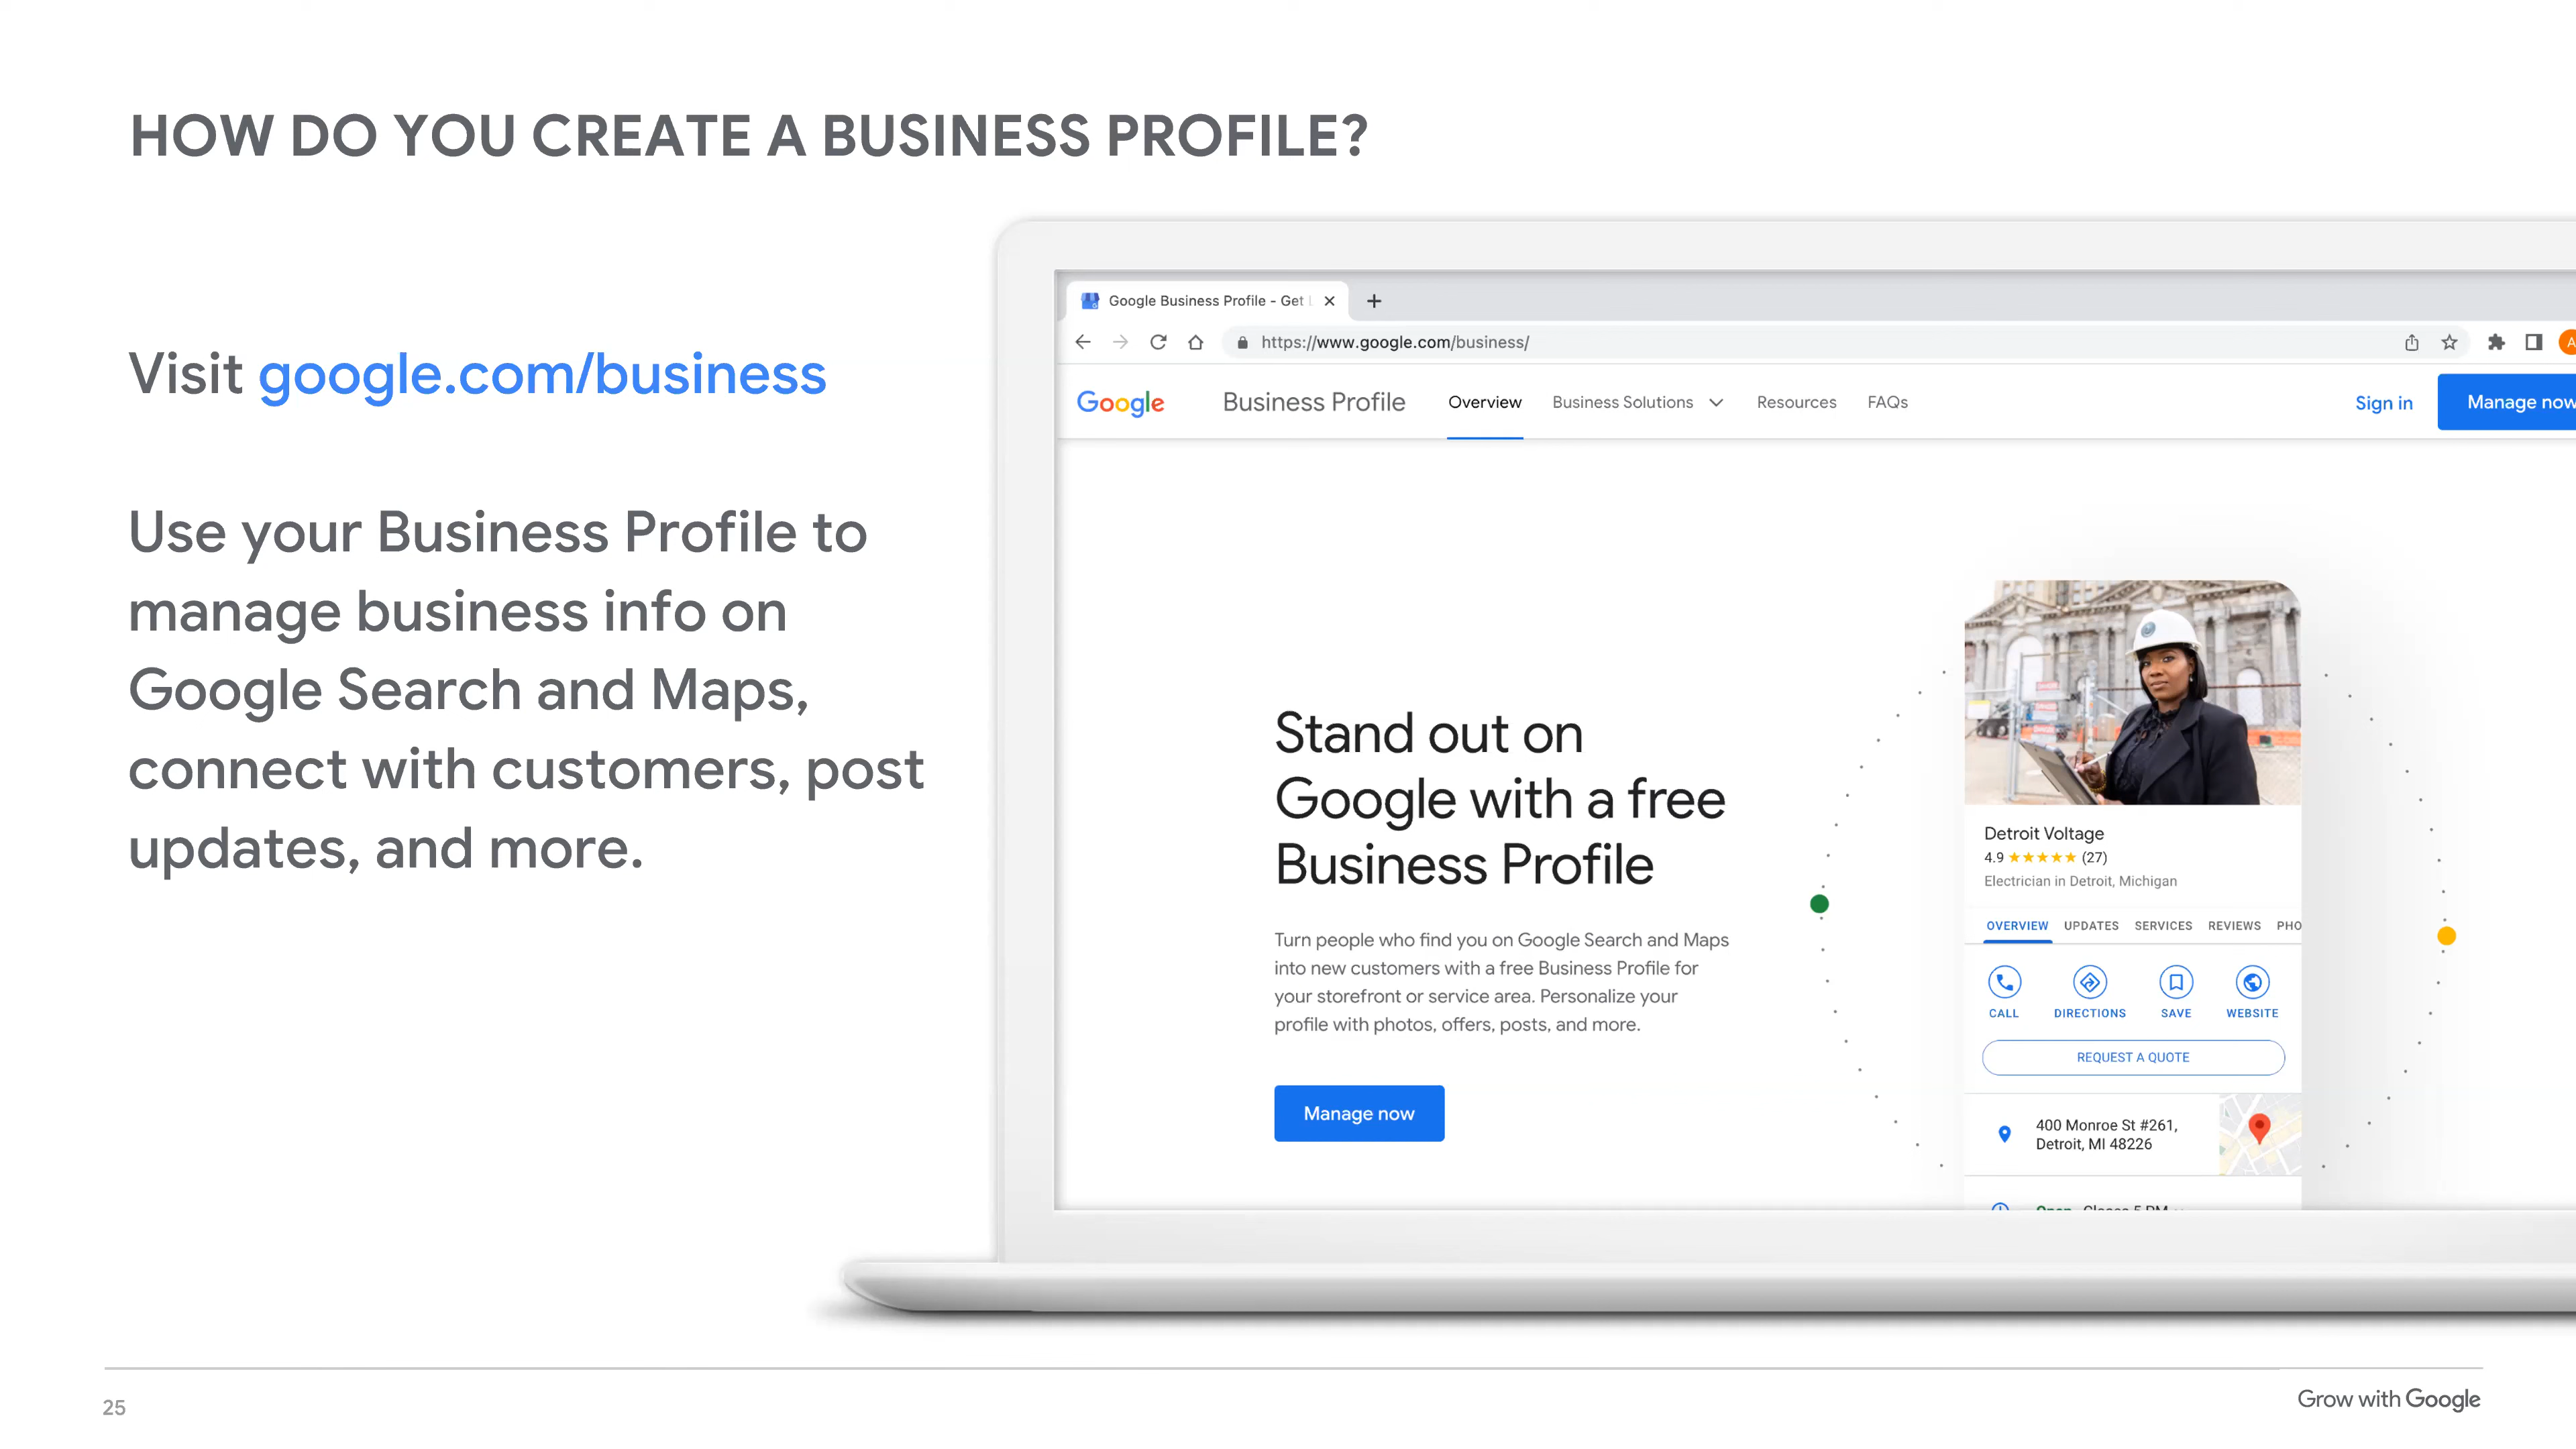 HOW DO YOU CREATE A BUSINESS PROFILE?
Visit google.com/business
Use your Business Profile to
manage business info on
Google Search and Maps,
connect with customers, post
updates, and more.
Google Business Profile - Get
https://www.google.com/business/
Google Business Profile Overview Business Solutions Resources FAQs Sign in Manage now
Stand out on
Google with a free
Business Profile
Turn people who find you on Google Search and Maps
into new customers with a free Business Profile for
your storefront or service area. Personalize your
profile with photos, offers, posts, and more.
Manage now
Detroit Voltage
4.9 ★★★★★ (27)
Electrician in Detroit, Michigan
OVERVIEW UPDATES SERVICES REVIEWS PHO
CALL DIRECTIONS SAVE WEBSITE
REQUEST A QUOTE
400 Monroe St #261,
Detroit, MI 48226
25
Grow with Google